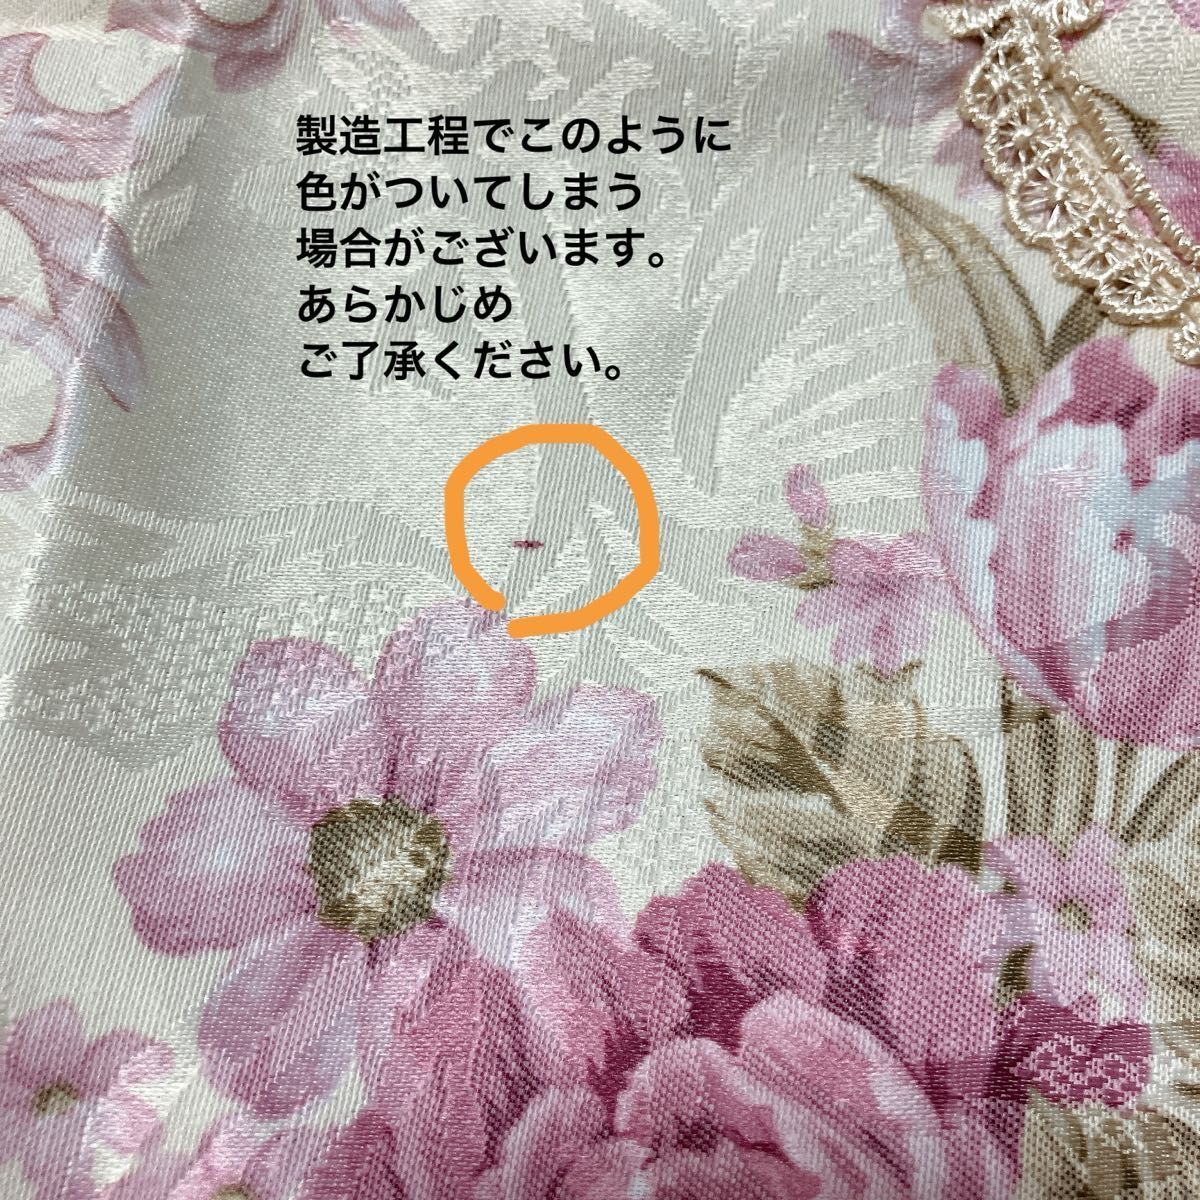 製造工程でこのように
色がついてしまう
場合がございます。
あらかじめ
ご了承ください。